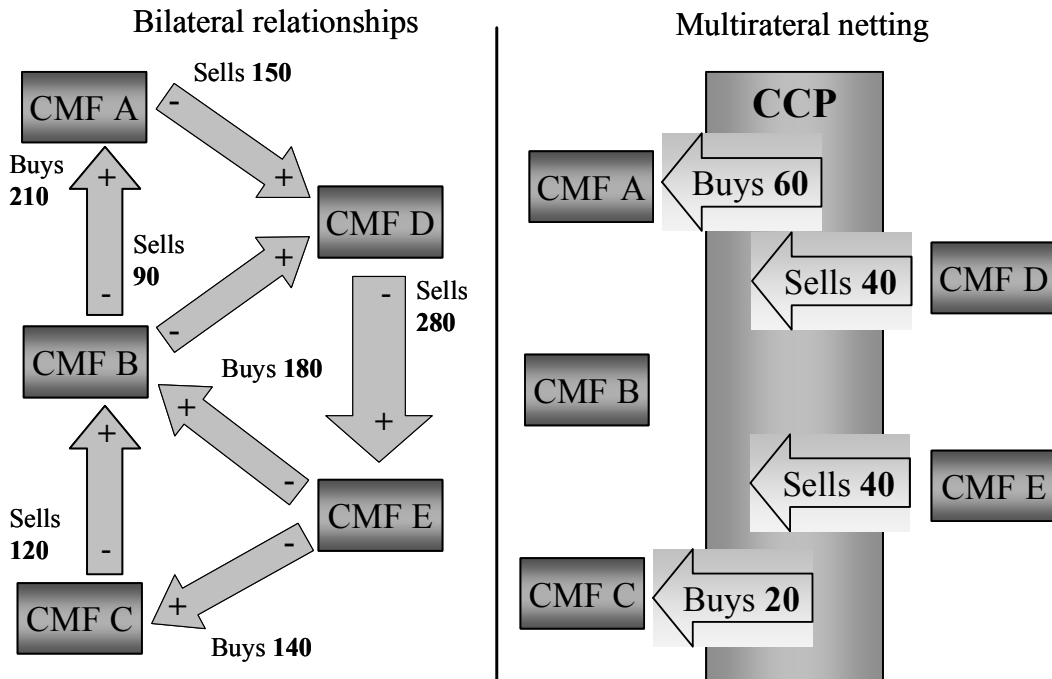 Bilateral relationships
Sells 150
CMF A
-
+
Buys
210
+
CMF D
Sells
90
-
+
-
-
Sells
280
CMF B
Buys 180
+
+
+
-
CMF E
Sells
120
-
-
+
CMF C
Buys 140
Multirateral netting
CCP
CMF A
Buys 60
Sells 40
CMF D
CMF B
Sells 40
CMF E
CMF C
Buys 20